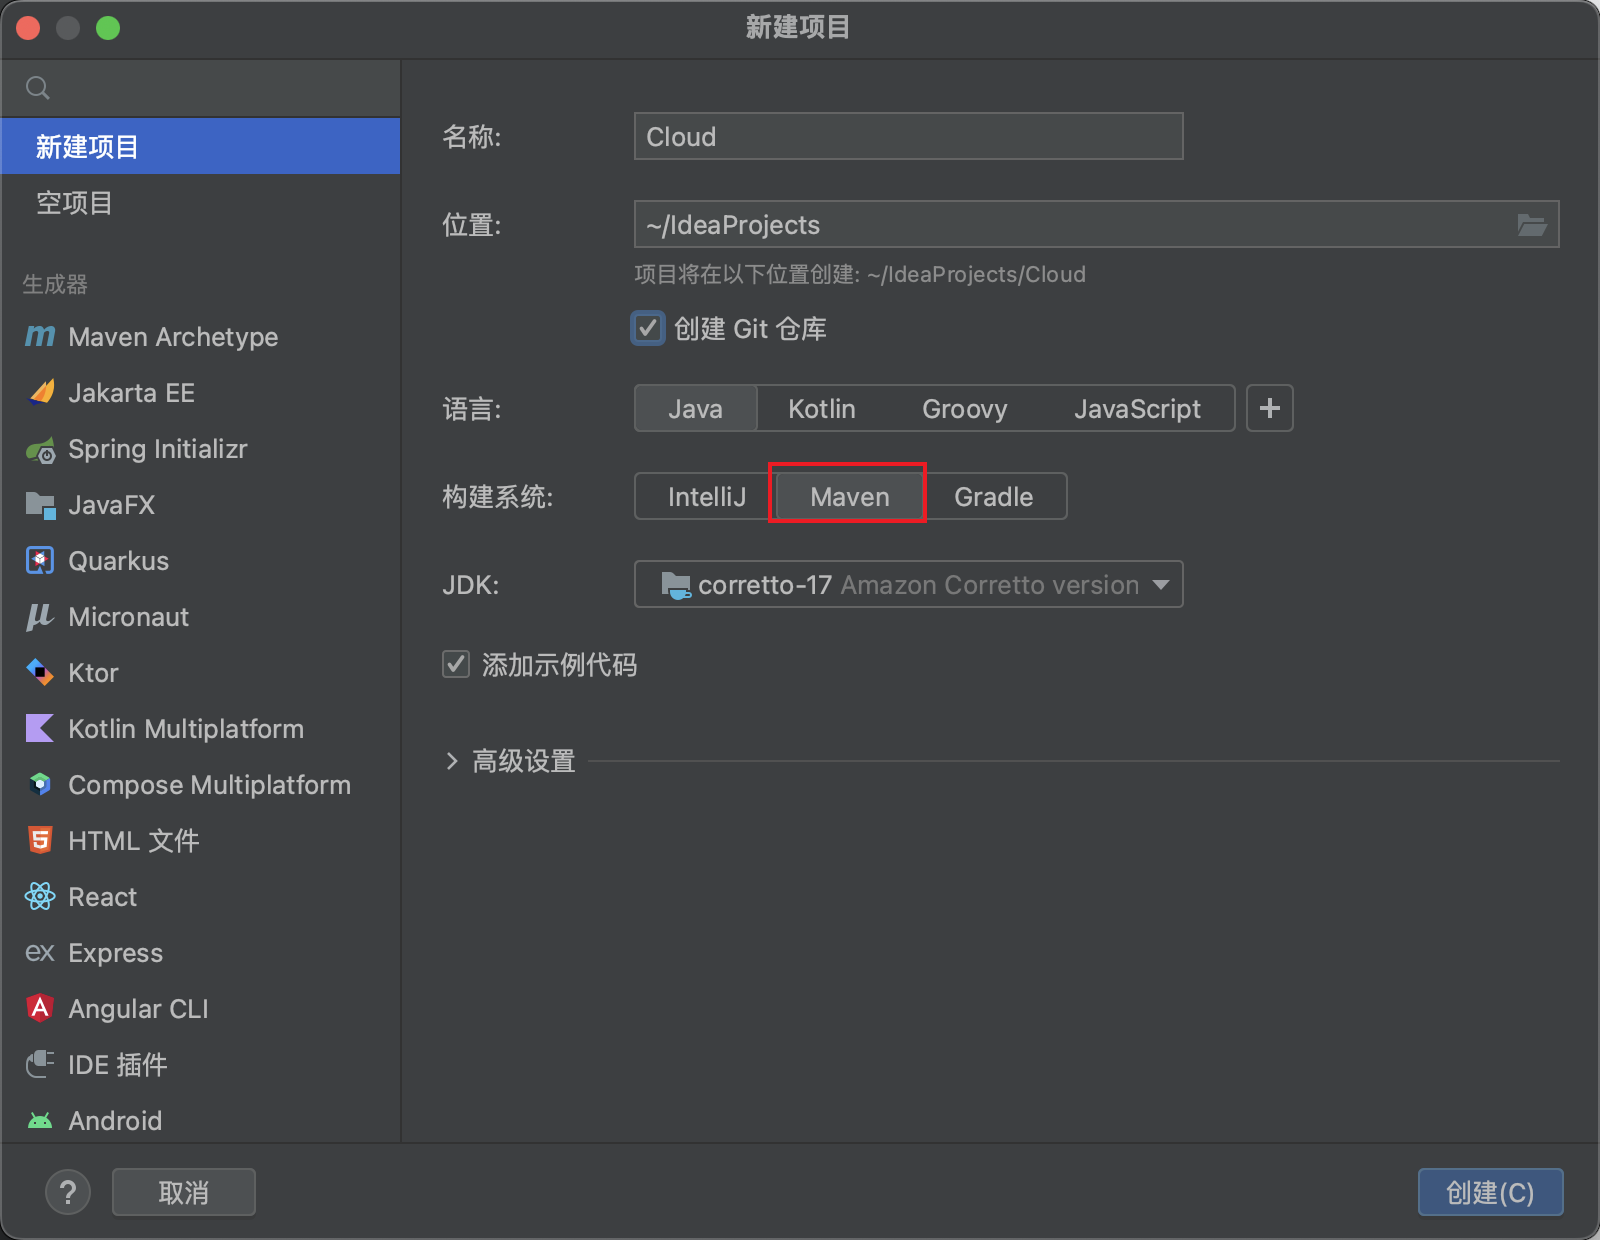 新建项目
新建项目
空项目
生成器
Maven Archetype
Jakarta EE
Spring Initializr
JavaFX
Quarkus
Micronaut
Ktor
Kotlin Multiplatform
Compose Multiplatform
HTML 文件
React
ex Express
Angular CLI
IDE 插件
Android
名称: Cloud
位置: ~/IdeaProjects
项目将在以下位置创建: ~/IdeaProjects/Cloud
创建 Git 仓库
语言: Java Kotlin Groovy JavaScript +
构建系统: IntelliJ Maven Gradle
JDK: corretto-17 Amazon Corretto version
添加示例代码
高级设置
? 取消 创建(C)